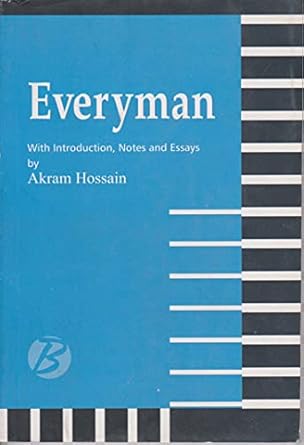 Everyman
With Introduction, Notes and Essays
by
Akram Hossain
B